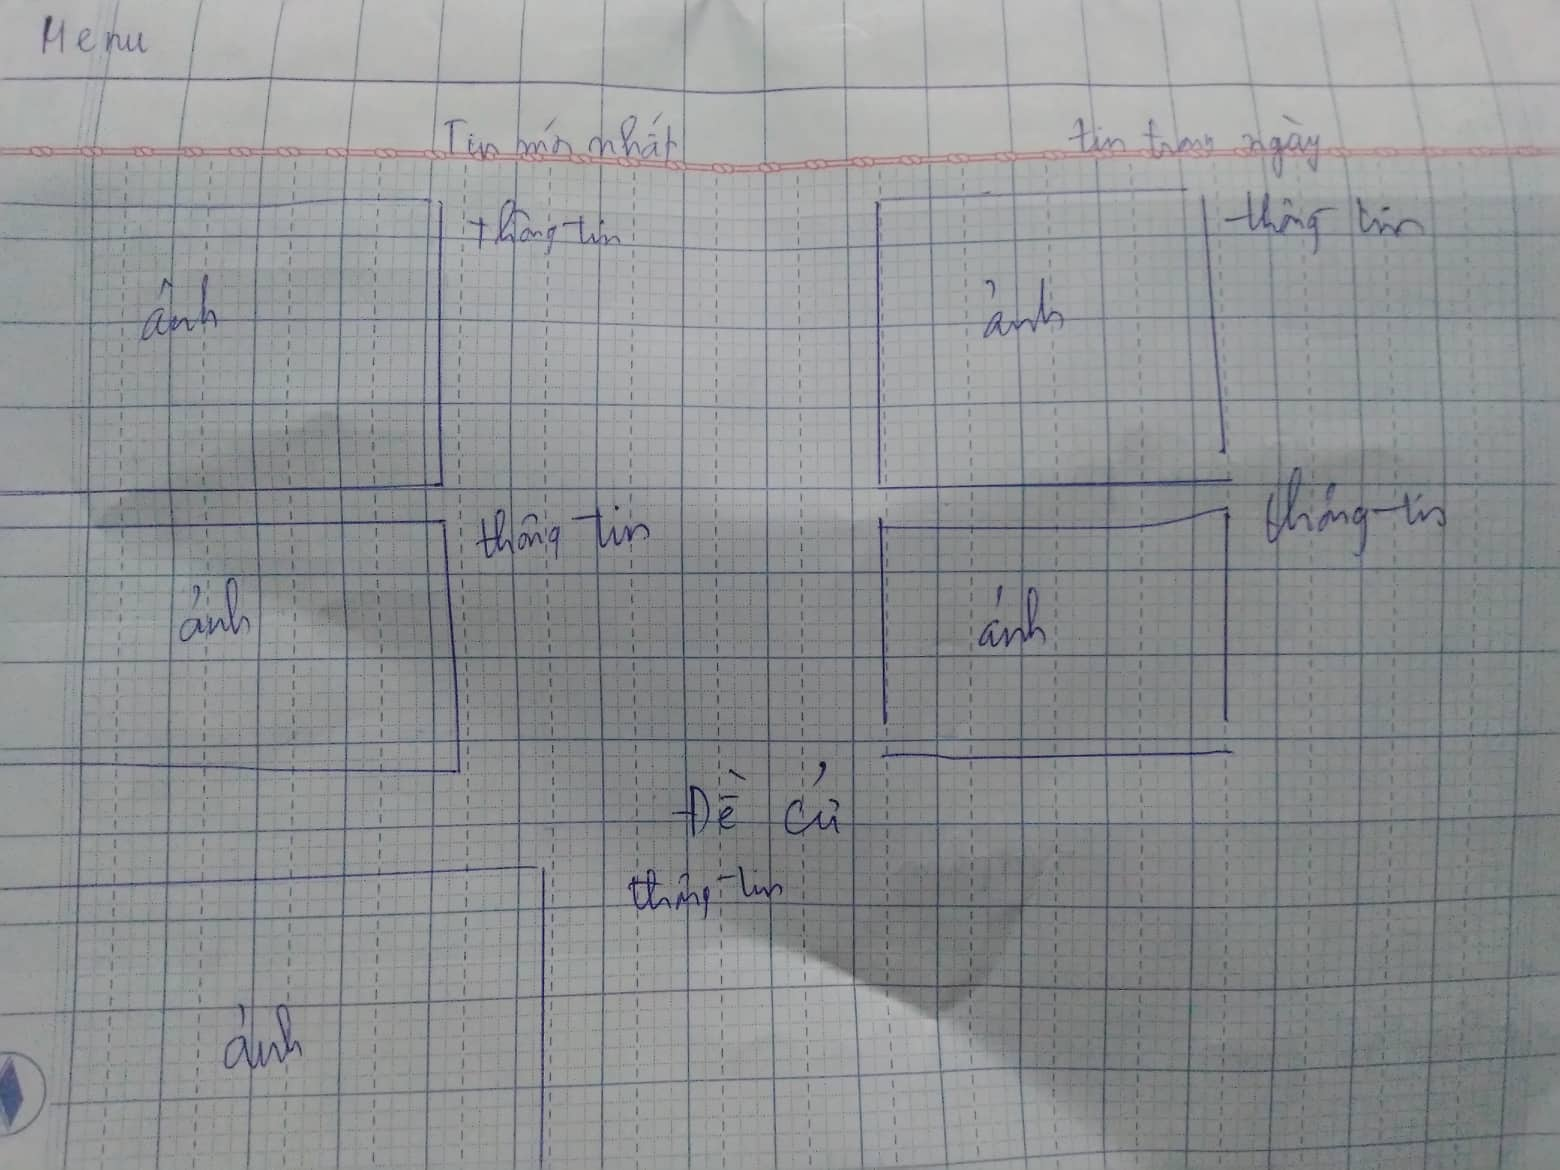 Menu
Tin mới nhất
tin trong ngày
thông tin
thông tin
ảnh
ảnh
thông tin
thông tin
ảnh
ảnh
Đề cử
thông tin
ảnh